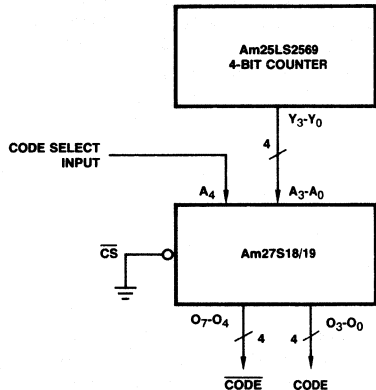 Am25LS2569
4-BIT COUNTER
Y3-Y0
4
CODE SELECT
INPUT
A4
A3-A0
CS
Am27S18/19
O7-O4
4
4
O3-O0
CODE
CODE